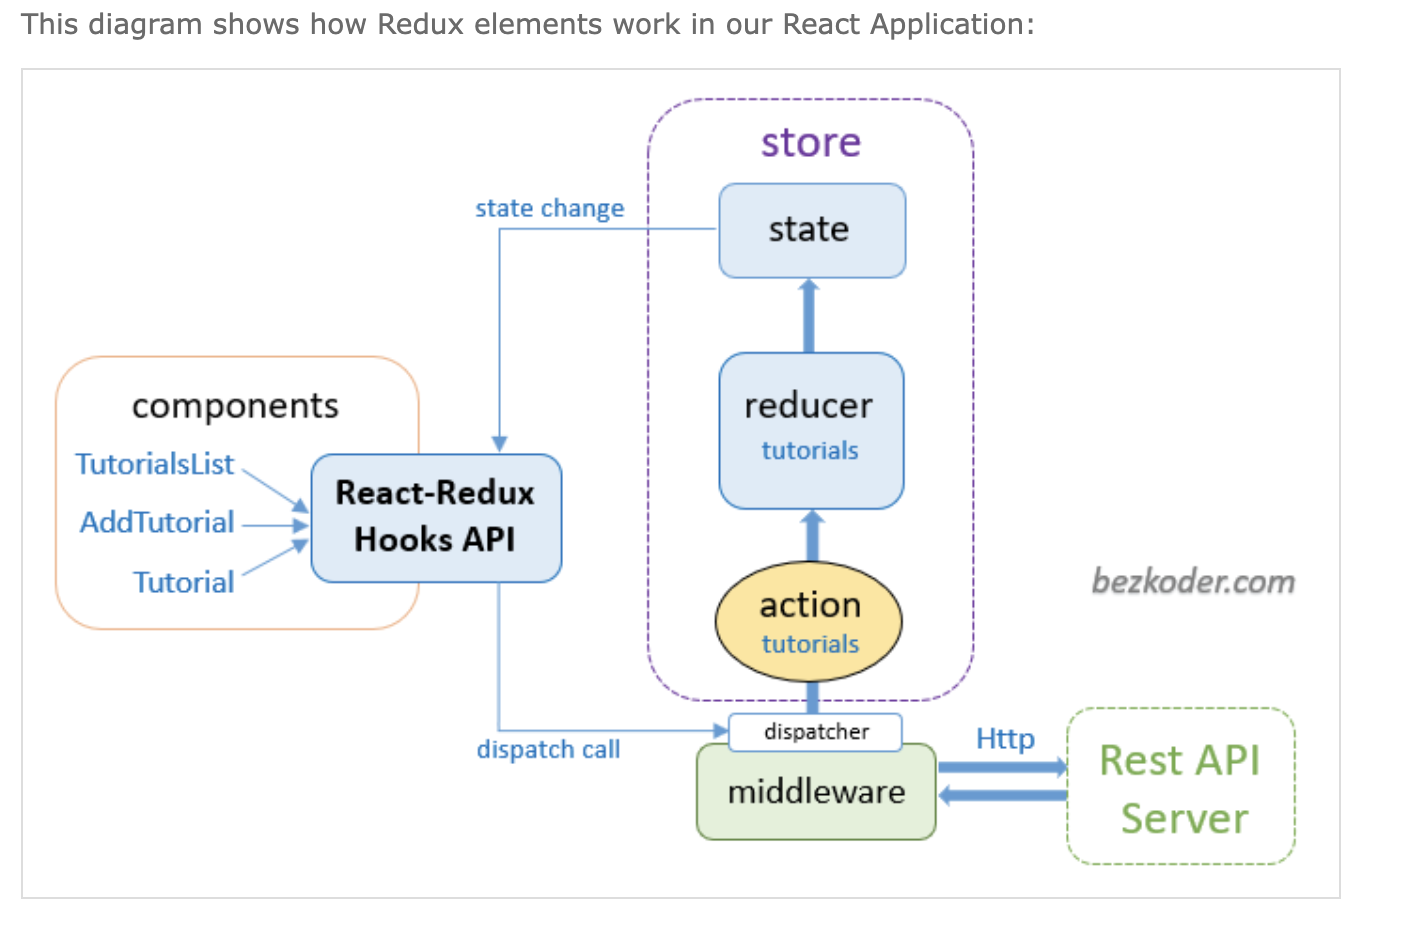 This diagram shows how Redux elements work in our React Application:
store
state change
state
components
reducer
tutorials
TutorialsList
AddTutorial
Tutorial
React-Redux
Hooks API
action
tutorials
bezkoder.com
dispatch call
dispatcher
middleware
Http
Rest API
Server